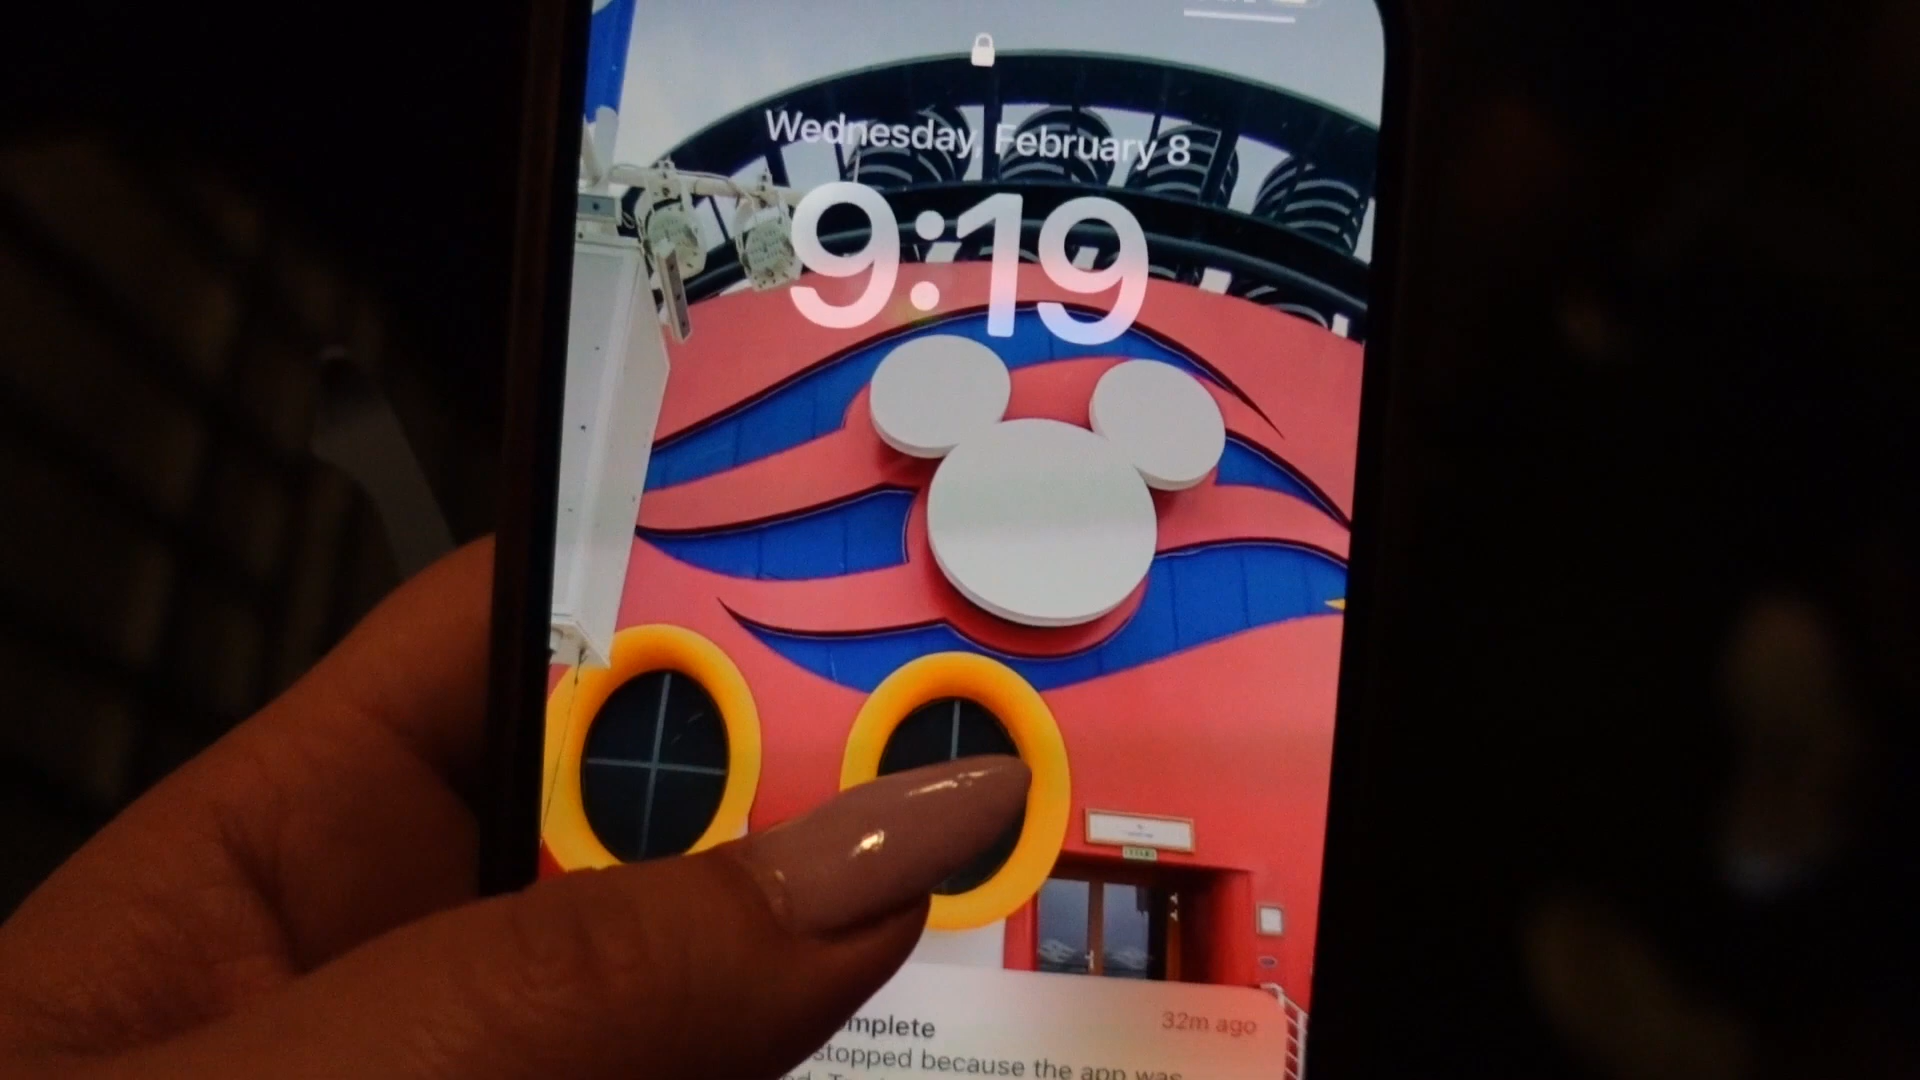 Wednesday, February 8
9:19
mplete
32m ago
stopped because the app was